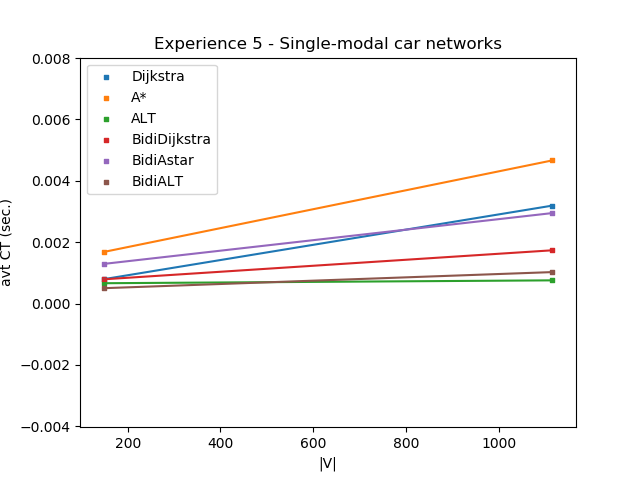 Experience 5 - Single-modal car networks
0.008
0.006
0.004
0.002
0.000
−0.002
−0.004
avt CT (sec.)
Dijkstra
A*
ALT
BidiDijkstra
BidiAstar
BidiALT
200
400
600
800
1000
|V|